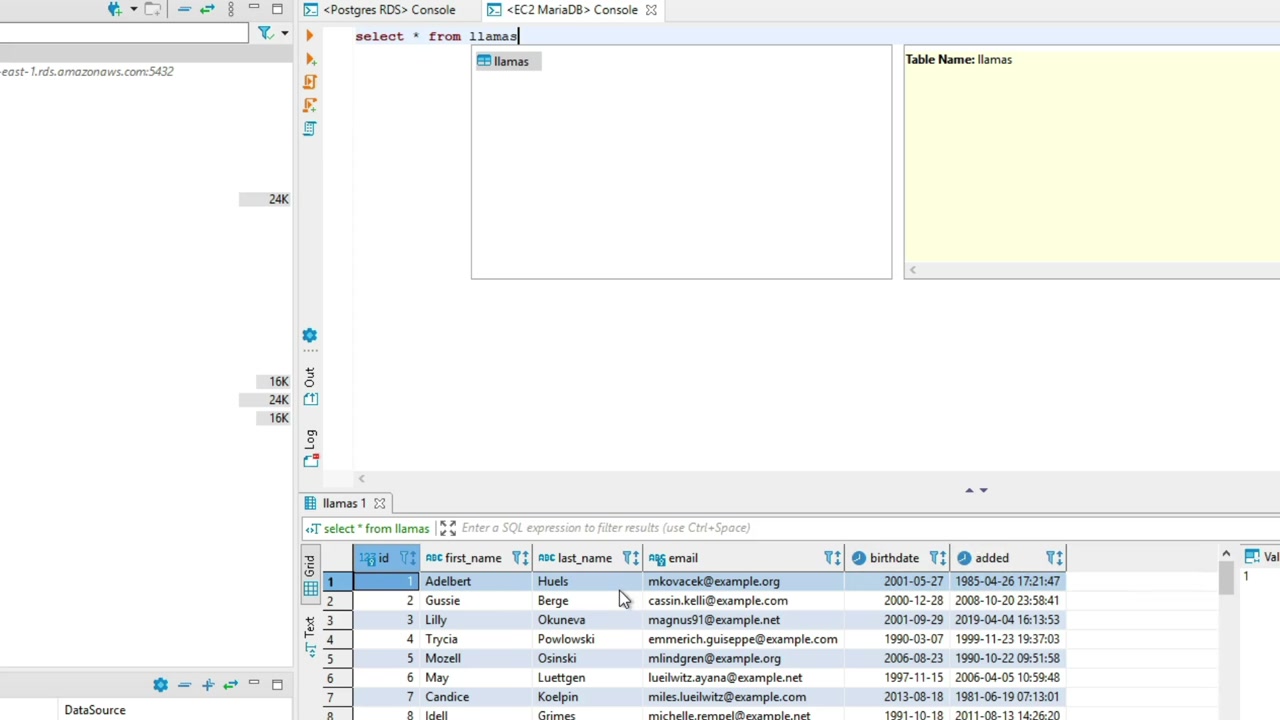 <Postgres RDS> Console
<EC2 MariaDB> Console
-east-1.rds.amazonaws.com:5432
select * from llamas
llamas
Table Name: llamas
24K
16K
24K
16K
Out
Log
llamas 1
select * from llamas
Enter a SQL expression to filter results (use Ctrl+Space)
Grid
Text
123 id ABC first_name ABC last_name ABC email birthdate added
1 1 Adelbert Huels mkovacek@example.org 2001-05-27 1985-04-26 17:21:47
2 2 Gussie Berge cassin.kelli@example.com 2000-12-28 2008-10-20 23:58:41
3 3 Lilly Okuneva magnus91@example.net 2001-09-29 2019-04-04 16:13:53
4 4 Trycia Powlowski emmerich.guiseppe@example.com 1990-03-07 1999-11-23 19:37:03
5 5 Mozell Osinski mlindgren@example.org 2006-08-23 1990-10-22 09:51:58
6 6 May Luettgen lueilwitz.ayana@example.net 1997-11-15 2006-04-05 10:59:48
7 7 Candice Koelpin miles.lueilwitz@example.com 2013-08-18 1981-06-19 07:13:01
8 8 Idell Grimes michelle.rempel@example.net 1991-10-18 2011-08-13 14:26:20
Val
1
DataSource